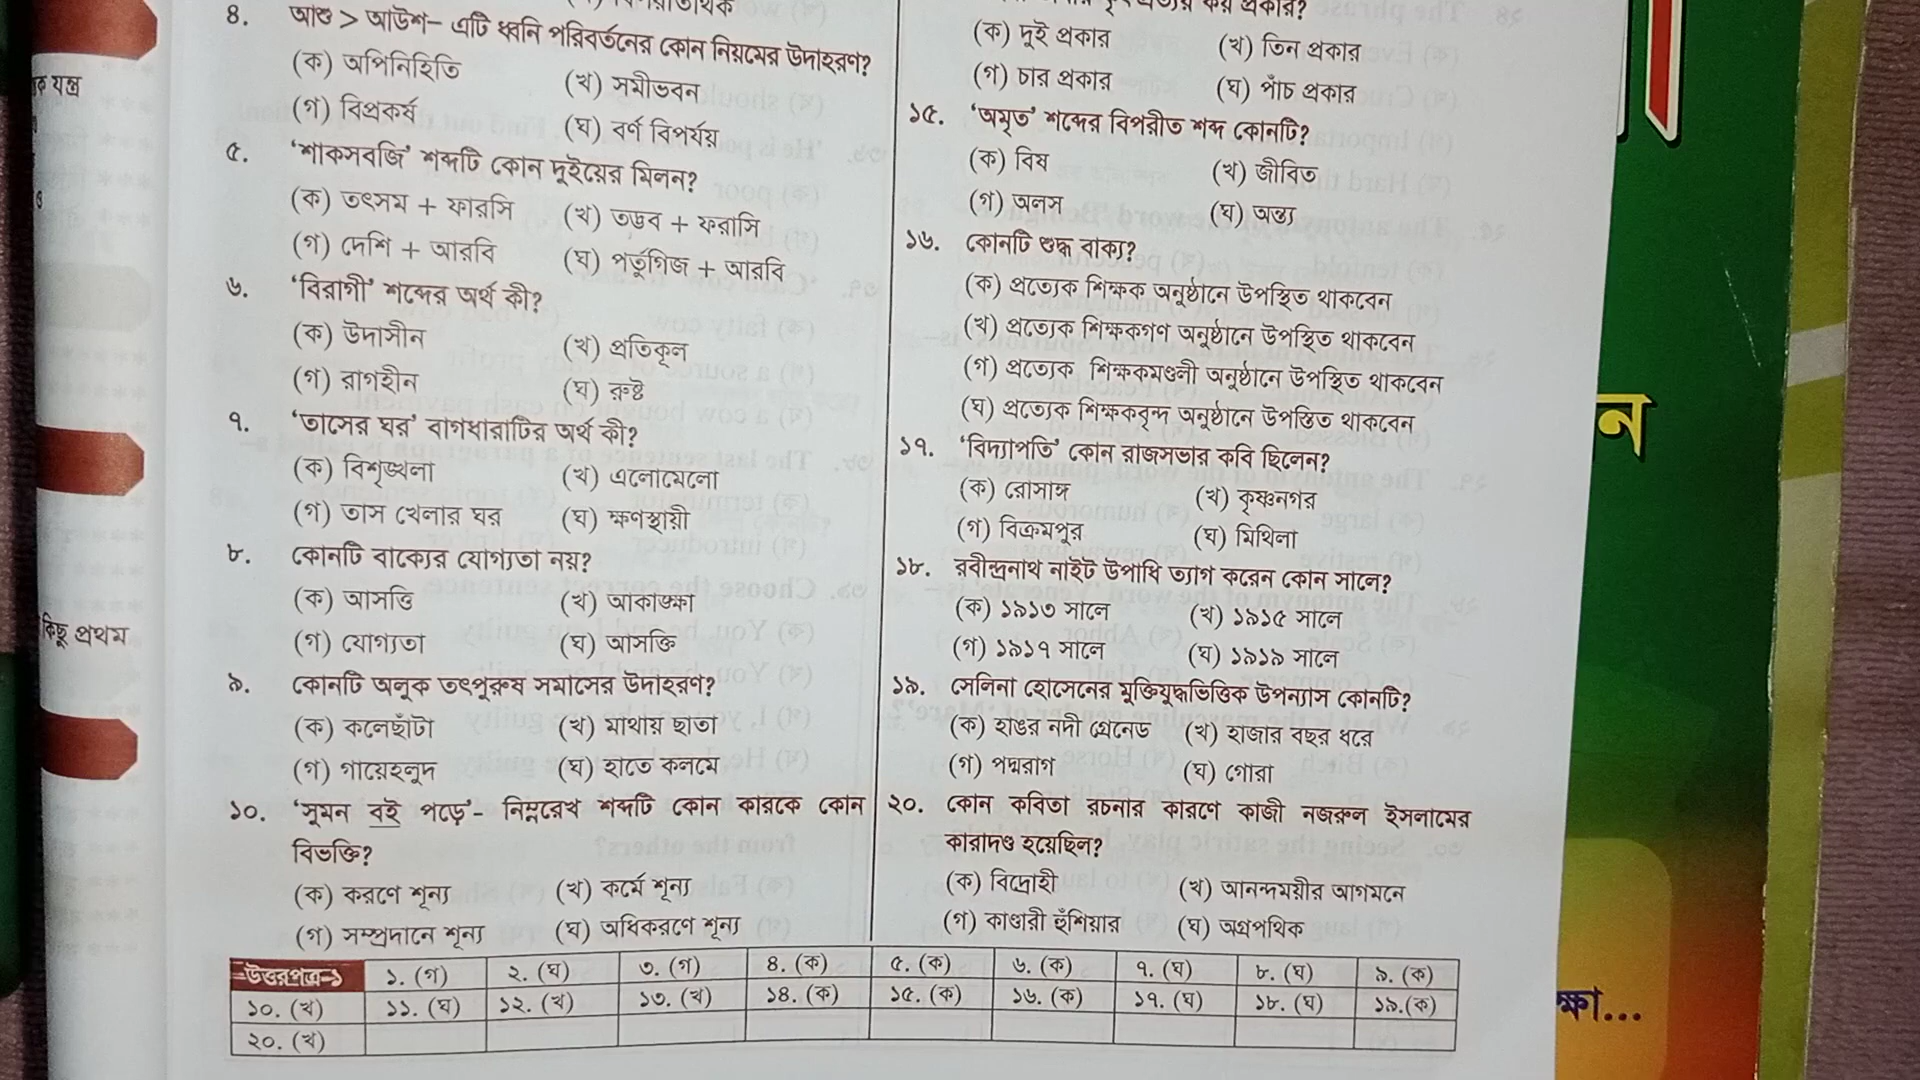 ক যন্ত্র
কিছু প্রথম
৪. আশু > আউশ– এটি ধ্বনি পরিবর্তনের কোন নিয়মের উদাহরণ?
(ক) অপিনিহিতি (খ) সমীভবন
(গ) বিপ্রকর্ষ (ঘ) বর্ণ বিপর্যয়
৫. ‘শাকসবজি’ শব্দটি কোন দুইয়ের মিলন?
(ক) তৎসম + ফারসি (খ) তদ্ভব + ফরাসি
(গ) দেশি + আরবি (ঘ) পর্তুগিজ + আরবি
৬. ‘বিরাগী’ শব্দের অর্থ কী?
(ক) উদাসীন (খ) প্রতিকূল
(গ) রাগহীন (ঘ) রুষ্ট
৭. ‘তাসের ঘর’ বাগধারাটির অর্থ কী?
(ক) বিশৃঙ্খলা (খ) এলোমেলো
(গ) তাস খেলার ঘর (ঘ) ক্ষণস্থায়ী
৮. কোনটি বাক্যের যোগ্যতা নয়?
(ক) আসত্তি (খ) আকাঙ্ক্ষা
(গ) যোগ্যতা (ঘ) আসক্তি
৯. কোনটি অলুক তৎপুরুষ সমাসের উদাহরণ?
(ক) কলেছাঁটা (খ) মাথায় ছাতা
(গ) গায়েহলুদ (ঘ) হাতে কলমে
১০. ‘সুমন বই পড়ে’– নিম্নরেখ শব্দটি কোন কারকে কোন
বিভক্তি?
(ক) করণে শূন্য (খ) কর্মে শূন্য
(গ) সম্প্রদানে শূন্য (ঘ) অধিকরণে শূন্য
(ক) দুই প্রকার (খ) তিন প্রকার
(গ) চার প্রকার (ঘ) পাঁচ প্রকার
১৫. ‘অমৃত’ শব্দের বিপরীত শব্দ কোনটি?
(ক) বিষ (খ) জীবিত
(গ) অলস (ঘ) অন্ত্য
১৬. কোনটি শুদ্ধ বাক্য?
(ক) প্রত্যেক শিক্ষক অনুষ্ঠানে উপস্থিত থাকবেন
(খ) প্রত্যেক শিক্ষকগণ অনুষ্ঠানে উপস্থিত থাকবেন
(গ) প্রত্যেক শিক্ষকমণ্ডলী অনুষ্ঠানে উপস্থিত থাকবেন
(ঘ) প্রত্যেক শিক্ষকবৃন্দ অনুষ্ঠানে উপস্তিত থাকবেন
১৭. ‘বিদ্যাপতি’ কোন রাজসভার কবি ছিলেন?
(ক) রোসাঙ্গ (খ) কৃষ্ণনগর
(গ) বিক্রমপুর (ঘ) মিথিলা
১৮. রবীন্দ্রনাথ নাইট উপাধি ত্যাগ করেন কোন সালে?
(ক) ১৯১৩ সালে (খ) ১৯১৫ সালে
(গ) ১৯১৭ সালে (ঘ) ১৯১৯ সালে
১৯. সেলিনা হোসেনের মুক্তিযুদ্ধভিত্তিক উপন্যাস কোনটি?
(ক) হাঙর নদী গ্রেনেড (খ) হাজার বছর ধরে
(গ) পদ্মরাগ (ঘ) গোরা
২০. কোন কবিতা রচনার কারণে কাজী নজরুল ইসলামের
কারাদণ্ড হয়েছিন?
(ক) বিদ্রোহী (খ) আনন্দময়ীর আগমনে
(গ) কাণ্ডারী হুঁশিয়ার (ঘ) অগ্রপথিক
উত্তরপত্র-১ ১. (গ) ২. (ঘ) ৩. (গ) ৪. (ক) ৫. (ক) ৬. (ক) ৭. (ঘ) ৮. (ঘ) ৯. (ক)
১০. (খ) ১১. (ঘ) ১২. (খ) ১৩. (খ) ১৪. (ক) ১৫. (ক) ১৬. (ক) ১৭. (ঘ) ১৮. (ঘ) ১৯.(ক)
২০. (খ)
ন
ক্ষা...